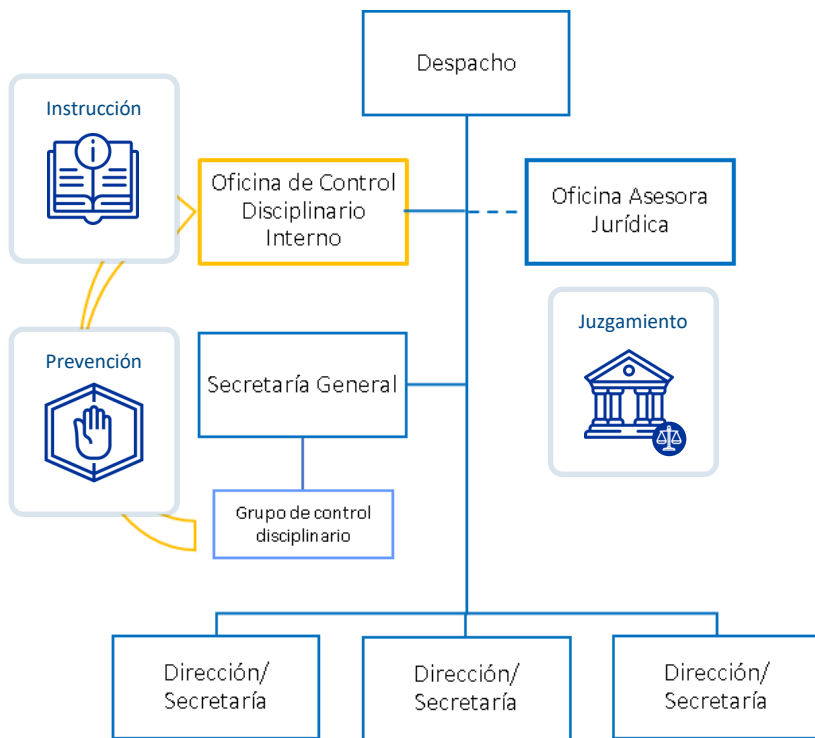 Despacho
Instrucción
Oficina de Control
Disciplinario
Interno
Oficina Asesora
Jurídica
Juzgamiento
Prevención
Secretaría General
Grupo de control
disciplinario
Dirección/
Secretaría
Dirección/
Secretaría
Dirección/
Secretaría